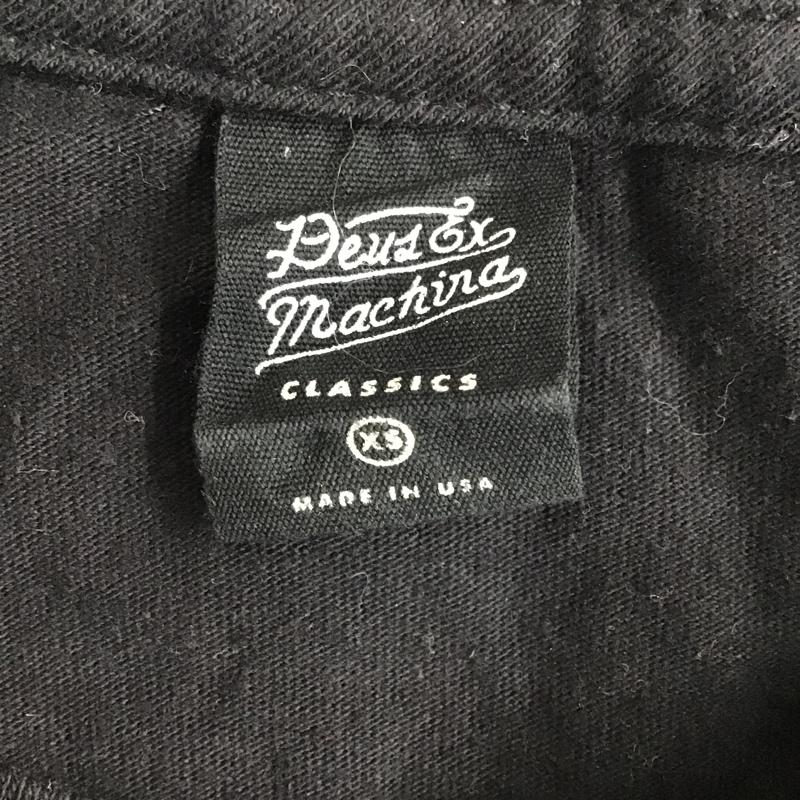 Deus Ex
Machina
CLASSICS
XS
MADE IN USA